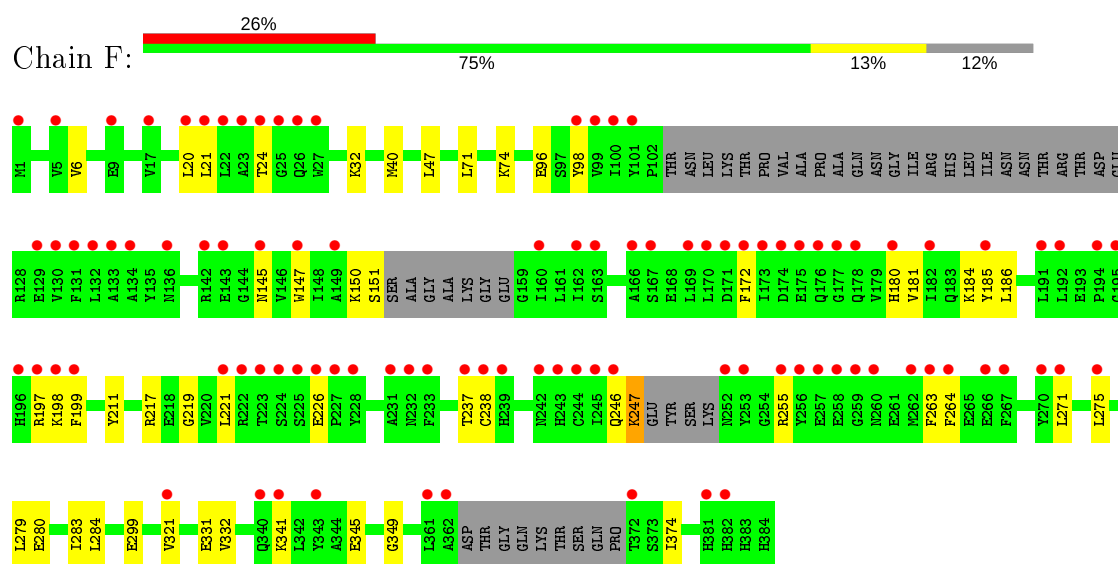 26%
Chain F:
75% 13% 12%
M1 V5 V6 E9 V17 L20 L21 L22 A23 T24 G25 Q26 W27 K32 M40 L47 L71 K74 E96 S97 Y98 V99 I100 Y101 P102 THR ASN LEU LYS THR PRO VAL ALA PRO ALA GLN ASN GLY ILE ARG HIS LEU ILE ASN ASN THR ARG THR ASP GLU
R128 E129 V130 F131 L132 A133 A134 Y135 N136 R142 E143 G144 N145 V146 W147 I148 A149 K150 S151 SER ALA GLY ALA LYS GLY GLU G159 I160 L161 I162 S163 A166 S167 E168 L169 L170 D171 F172 I173 D174 E175 Q176 G177 Q178 V179 H180 V181 I182 Q183 K184 Y185 L186 L191 L192 E193 P194 G195
H196 R197 K198 F199 Y211 R217 E218 G219 V220 L221 R222 T223 S224 S225 E226 P227 Y228 A231 N232 F233 T237 C238 H239 N242 H243 C244 I245 Q246 K247 GLU TYR SER LYS N252 Y253 G254 R255 Y256 E257 E258 G259 N260 E261 M262 F263 F264 E265 E266 F267 Y270 L271 L275
L279 E280 I283 L284 E299 V321 E331 V332 Q340 K341 L342 Y343 A344 E345 G349 L361 A362 ASP THR GLY GLN LYS THR SER GLN PRO T372 S373 I374 H381 H382 H383 H384